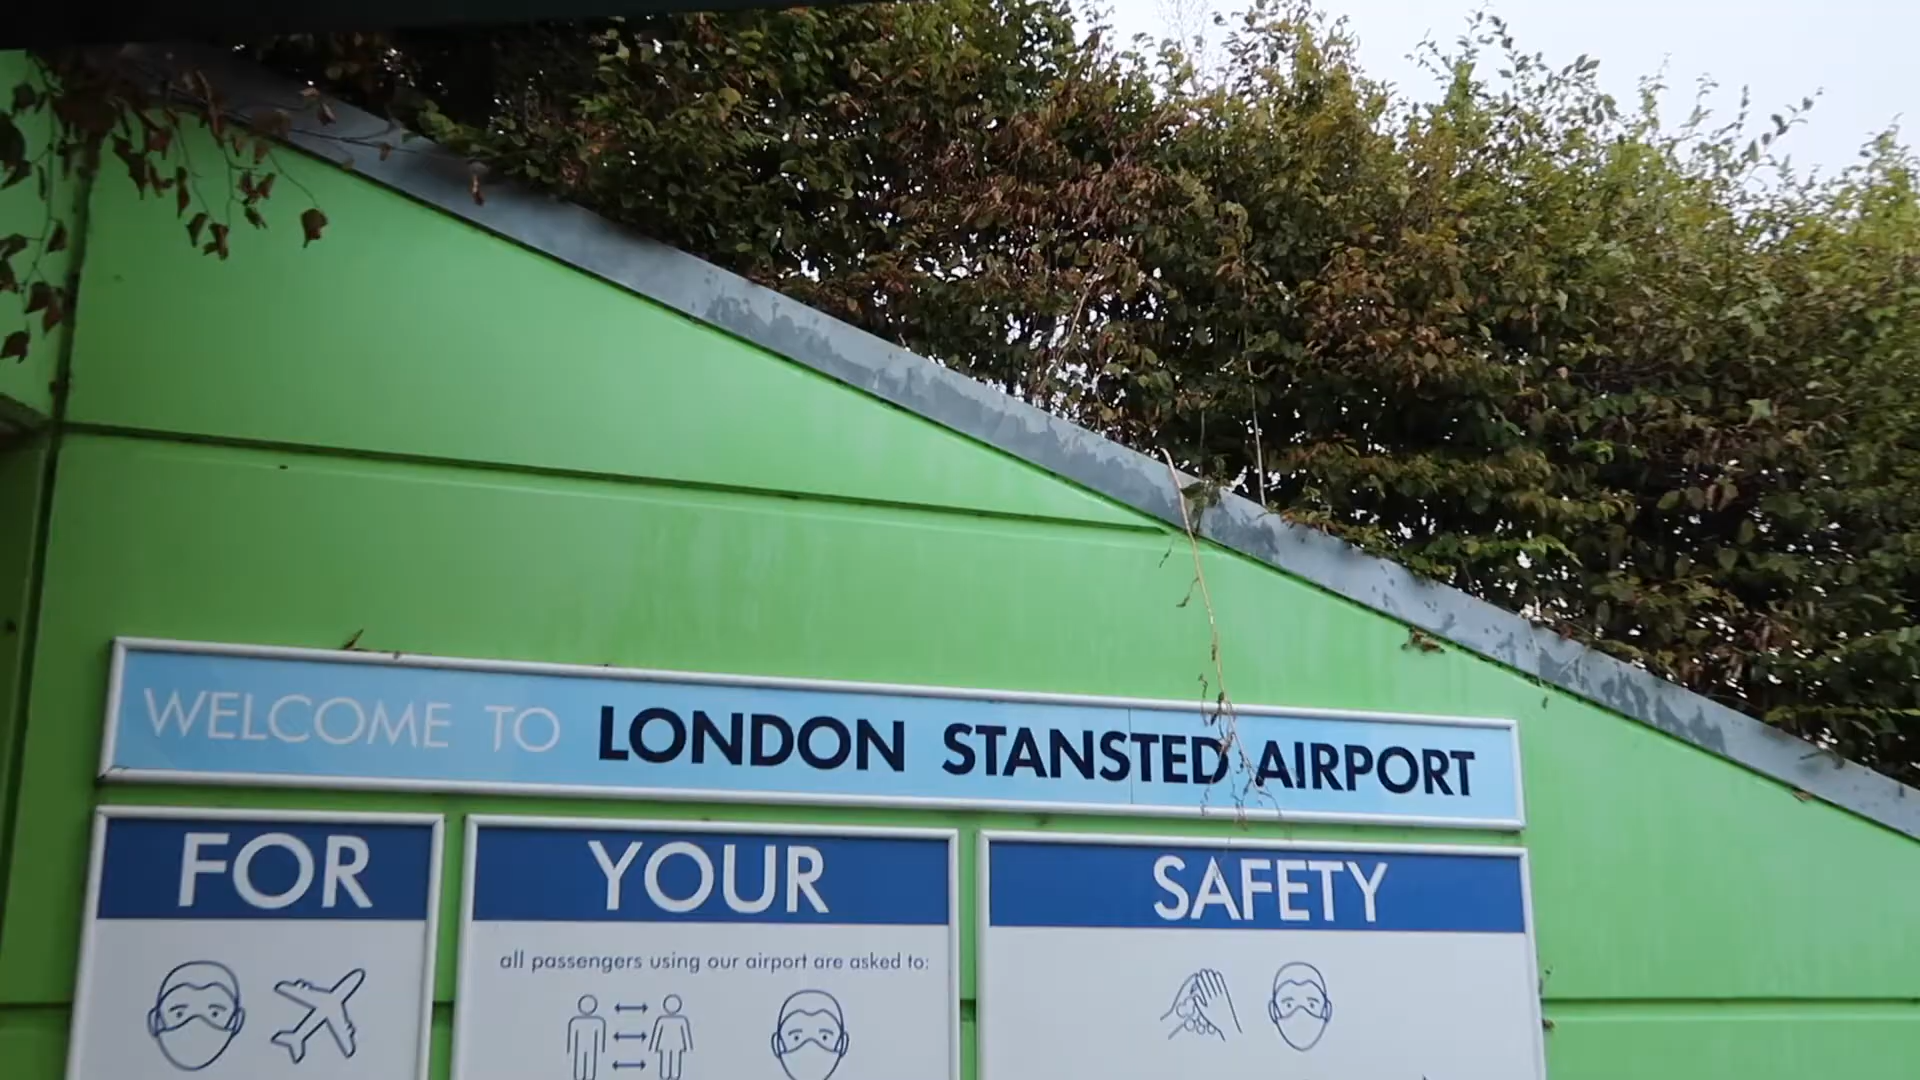 WELCOME TO LONDON STANSTED AIRPORT
FOR YOUR SAFETY
all passengers using our airport are asked to: